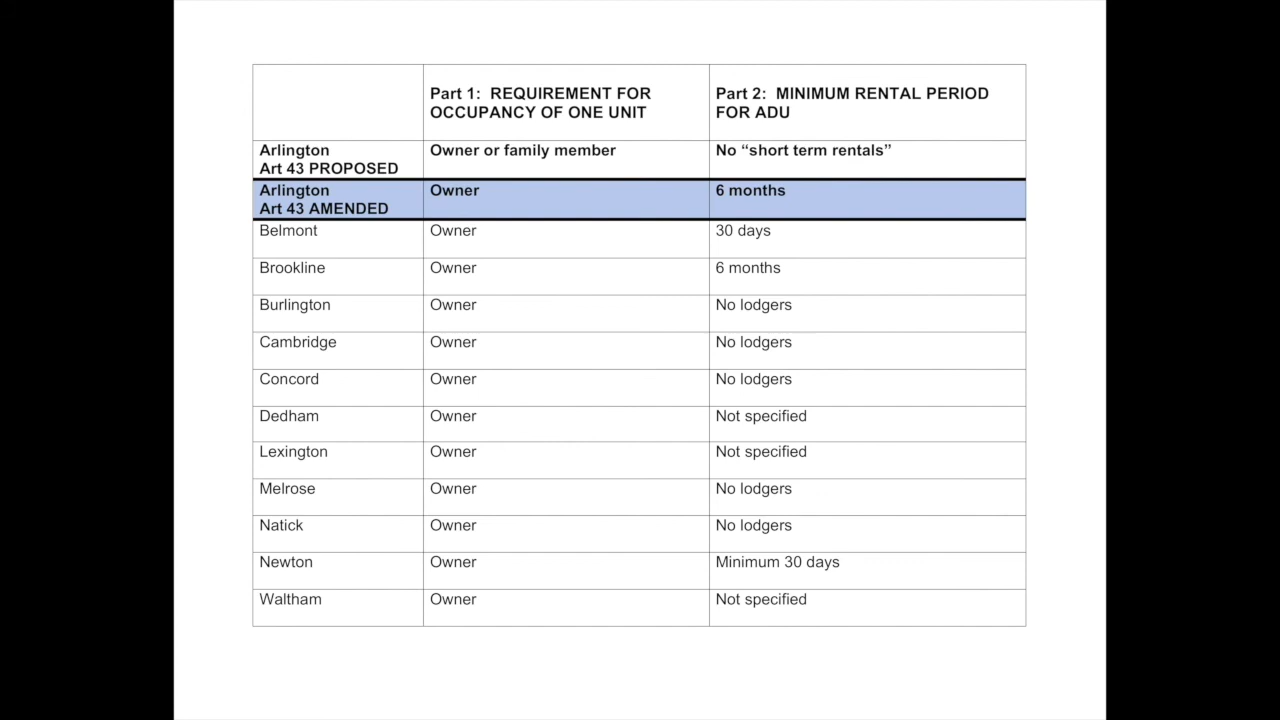 Part 1: REQUIREMENT FOR
OCCUPANCY OF ONE UNIT
Part 2: MINIMUM RENTAL PERIOD
FOR ADU
Arlington
Art 43 PROPOSED
Owner or family member
No “short term rentals”
Arlington
Art 43 AMENDED
Owner
6 months
Belmont
Owner
30 days
Brookline
Owner
6 months
Burlington
Owner
No lodgers
Cambridge
Owner
No lodgers
Concord
Owner
No lodgers
Dedham
Owner
Not specified
Lexington
Owner
Not specified
Melrose
Owner
No lodgers
Natick
Owner
No lodgers
Newton
Owner
Minimum 30 days
Waltham
Owner
Not specified